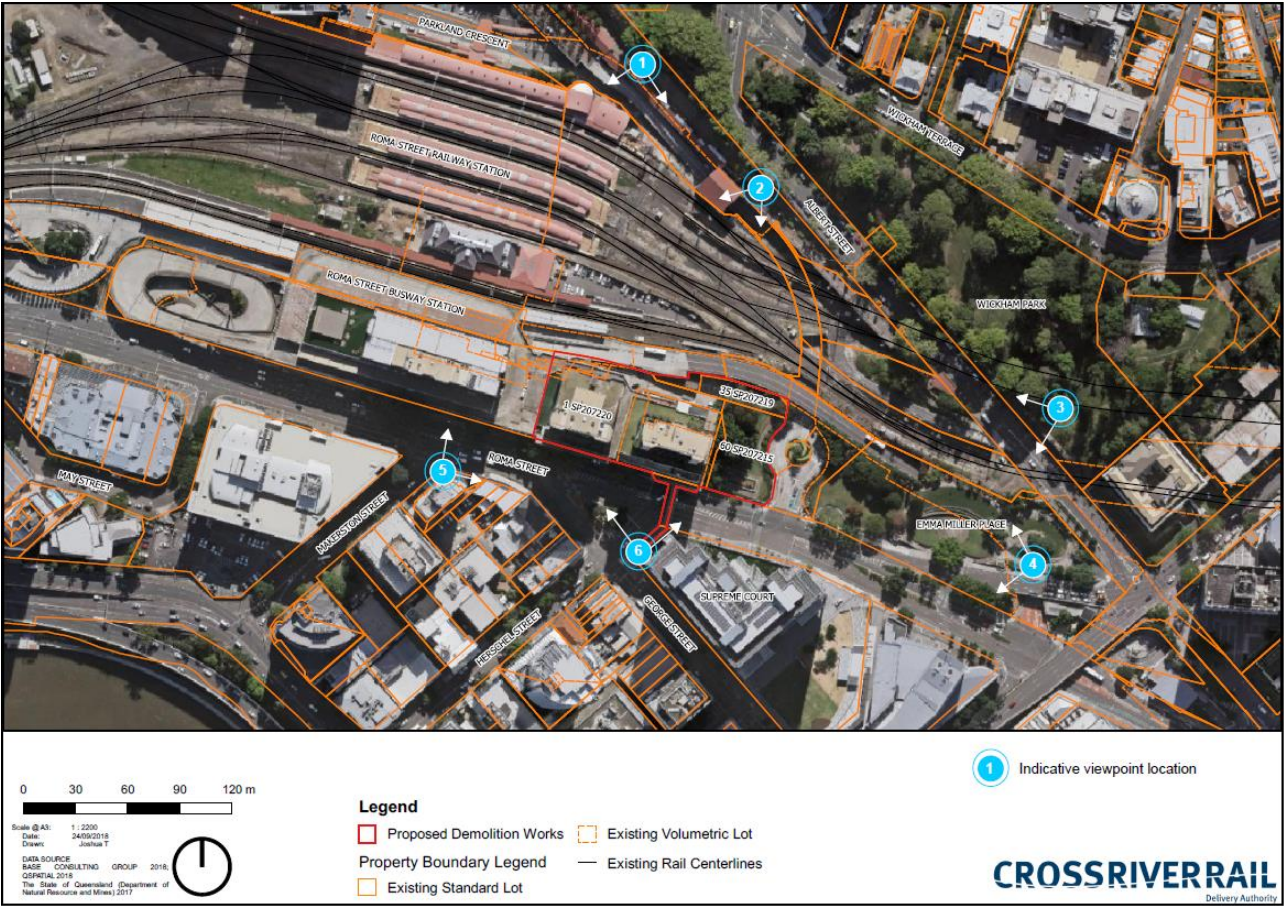 PARKLAND CRESCENT
1
WICKHAM TERRACE
ROMA STREET RAILWAY STATION
2
ALBERT STREET
WICKHAM PARK
ROMA STREET BUSWAY STATION
35 SP207219
1 SP207220
3
60 SP207215
ROMA STREET
5
MAY STREET
MAKERSTON STREET
EMMA MILLER PLACE
6
4
SUPREME COURT
GEORGE STREET
HERSCHEL STREET
1 Indicative viewpoint location
0 30 60 90 120 m
Scale @ A3: 1 : 2200
Date: 24/09/2018
Drawn: Joshua T
DATA SOURCE
BASE CONSULTING GROUP 2018;
QSPATIAL 2018
The State of Queensland (Department of
Natural Resource and Mines) 2017
Legend
Proposed Demolition Works
Existing Volumetric Lot
Property Boundary Legend
Existing Rail Centerlines
Existing Standard Lot
CROSSRIVERRAIL
Delivery Authority